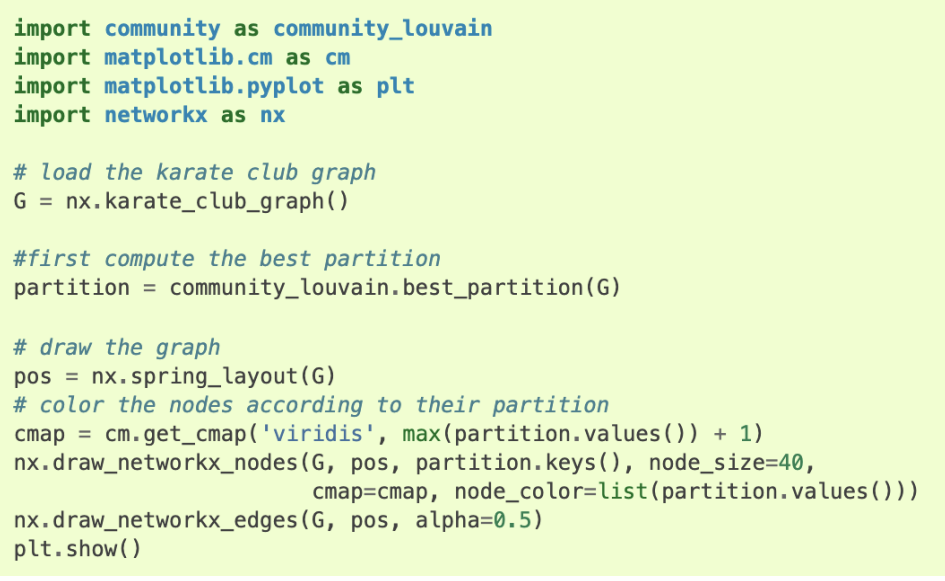 import community as community_louvain
import matplotlib.cm as cm
import matplotlib.pyplot as plt
import networkx as nx

# load the karate club graph
G = nx.karate_club_graph()

#first compute the best partition
partition = community_louvain.best_partition(G)

# draw the graph
pos = nx.spring_layout(G)
# color the nodes according to their partition
cmap = cm.get_cmap('viridis', max(partition.values()) + 1)
nx.draw_networkx_nodes(G, pos, partition.keys(), node_size=40,
                       cmap=cmap, node_color=list(partition.values()))
nx.draw_networkx_edges(G, pos, alpha=0.5)
plt.show()